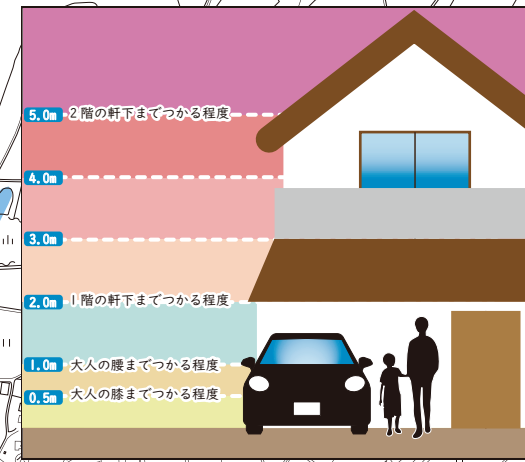 5.0m 2階の軒下までつかる程度
4.0m
3.0m
2.0m 1階の軒下までつかる程度
1.0m 大人の腰までつかる程度
0.5m 大人の膝までつかる程度